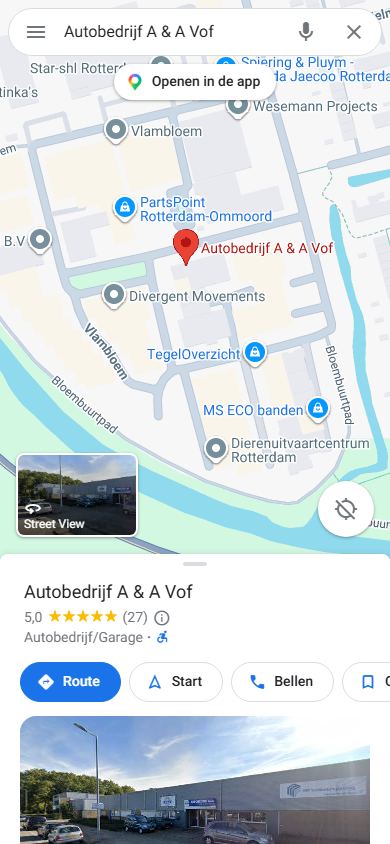 Autobedrijf A & A Vof
Spiering & Pluym -
Star-shl Rotterd
da Jaecoo Rotterda
Openen in de app
tinka's
Wesemann Projects
Vlambloem
em
PartsPoint
Rotterdam-Ommoord
B.V
Autobedrijf A & A Vof
Divergent Movements
Vlambloem
TegelOverzicht
Bloembuurtpad
Bloembuurtpad
MS ECO banden
Dierenuitvaartcentrum
Rotterdam
Street View
Autobedrijf A & A Vof
5,0 (27)
Autobedrijf/Garage ·
Route
Start
Bellen